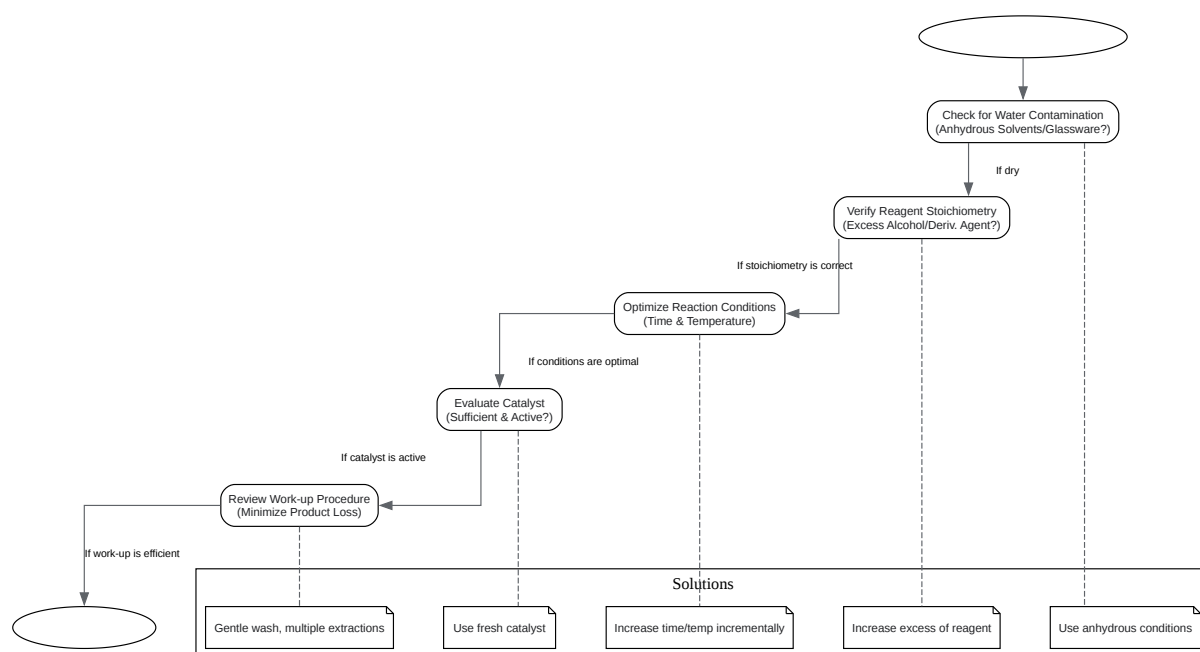 Check for Water Contamination
(Anhydrous Solvents/Glassware?)
If dry
Verify Reagent Stoichiometry
(Excess Alcohol/Deriv. Agent?)
If stoichiometry is correct
Optimize Reaction Conditions
(Time & Temperature)
If conditions are optimal
Evaluate Catalyst
(Sufficient & Active?)
If catalyst is active
Review Work-up Procedure
(Minimize Product Loss)
If work-up is efficient
Solutions
Gentle wash, multiple extractions
Use fresh catalyst
Increase time/temp incrementally
Increase excess of reagent
Use anhydrous conditions